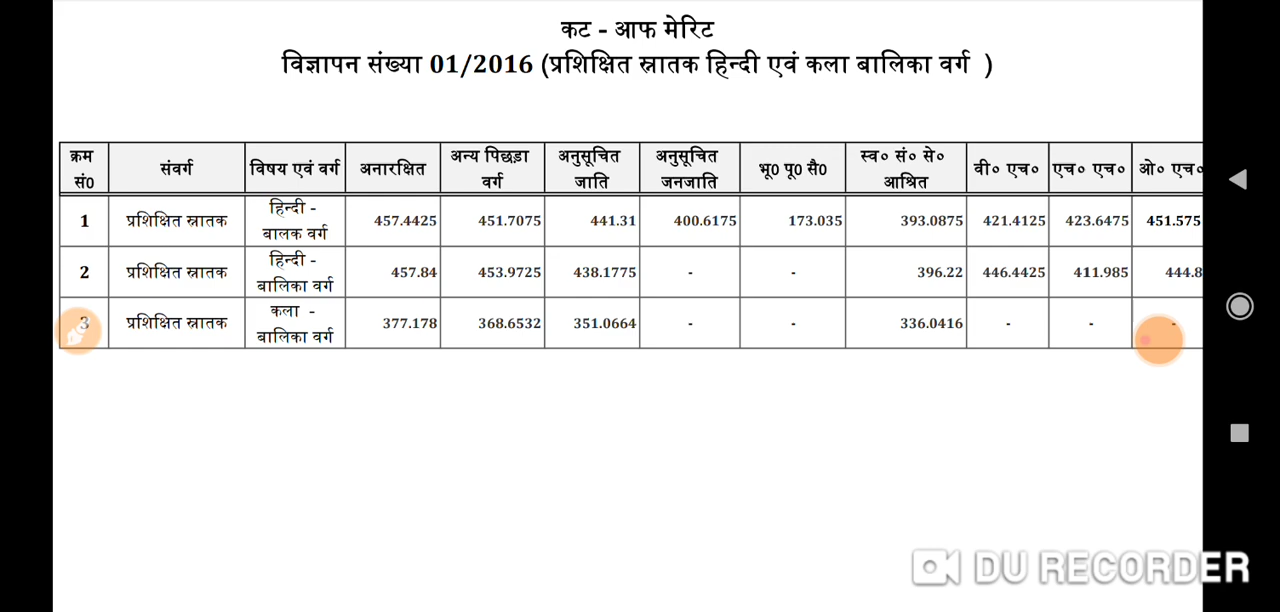 कट - आफ मेरिट
विज्ञापन संख्या 01/2016 (प्रशिक्षित स्नातक हिन्दी एवं कला बालिका वर्ग )
क्रम सं0 संवर्ग विषय एवं वर्ग अनारक्षित अन्य पिछड़ा वर्ग अनुसूचित जाति अनुसूचित जनजाति भू0 पू0 सै0 स्व० सं० से० आश्रित वी० एच० एच० एच० ओ० एच०
1 प्रशिक्षित स्नातक हिन्दी - बालक वर्ग 457.4425 451.7075 441.31 400.6175 173.035 393.0875 421.4125 423.6475 451.575
2 प्रशिक्षित स्नातक हिन्दी - बालिका वर्ग 457.84 453.9725 438.1775 - - 396.22 446.4425 411.985 444.8
3 प्रशिक्षित स्नातक कला - बालिका वर्ग 377.178 368.6532 351.0664 - - 336.0416 - - -
DU RECORDER